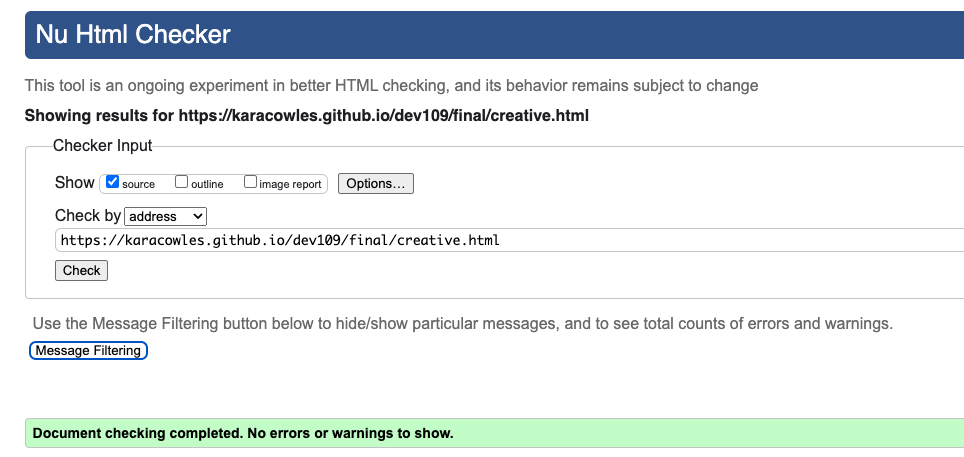 Nu Html Checker
This tool is an ongoing experiment in better HTML checking, and its behavior remains subject to change
Showing results for https://karacowles.github.io/dev109/final/creative.html
Checker Input
Show source outline image report Options...
Check by address
https://karacowles.github.io/dev109/final/creative.html
Check
Use the Message Filtering button below to hide/show particular messages, and to see total counts of errors and warnings.
Message Filtering
Document checking completed. No errors or warnings to show.